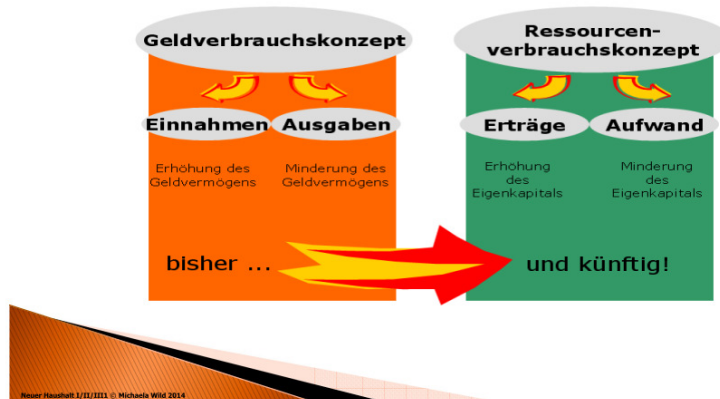 Geldverbrauchskonzept
Einnahmen
Ausgaben
Erhöhung des
Geldvermögens
Minderung des
Geldvermögens
bisher ...
Ressourcen-
verbrauchskonzept
Erträge
Aufwand
Erhöhung
des
Eigenkapitals
Minderung
des
Eigenkapitals
und künftig!
Neuer Haushalt I/II/III1 © Michaela Wild 2014